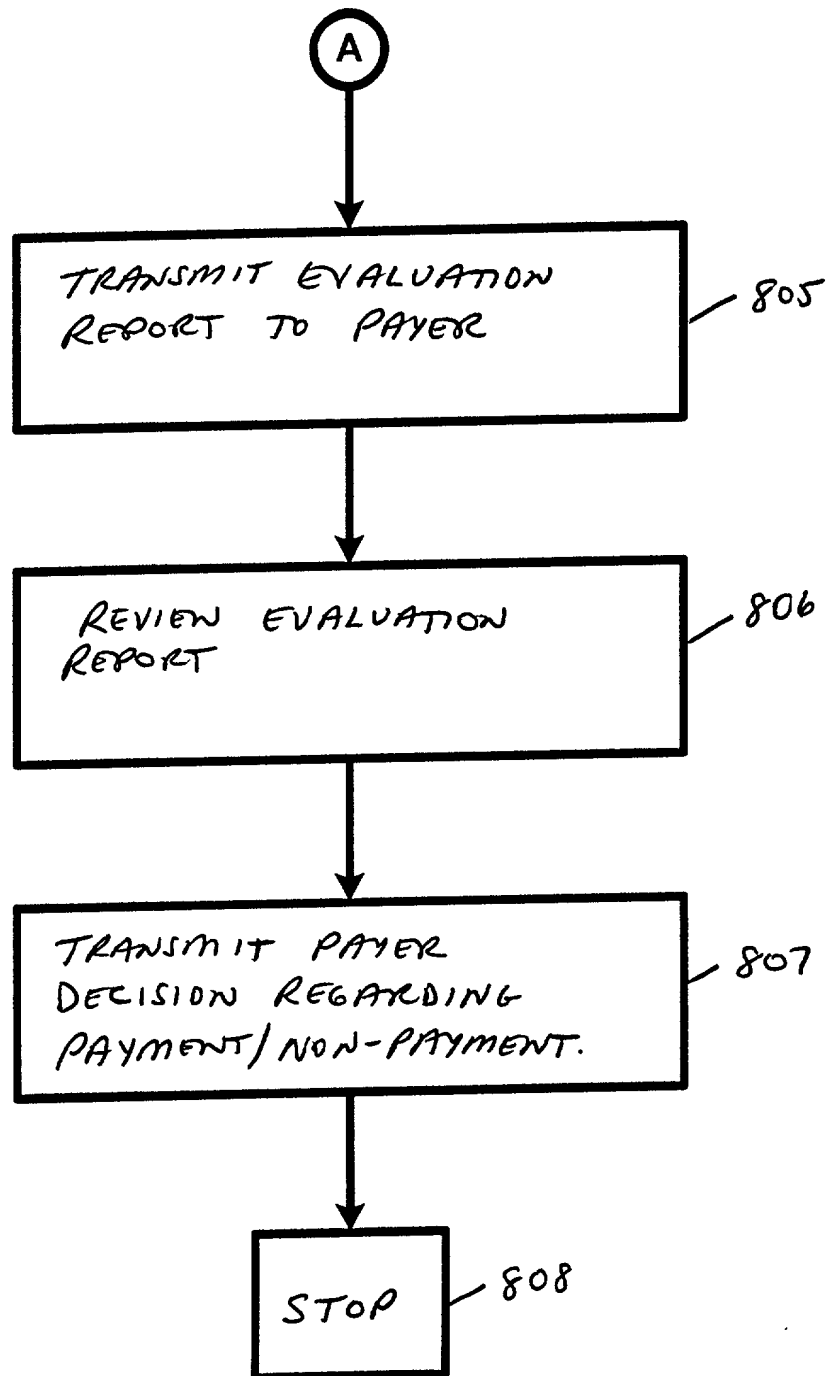 A
TRANSMIT EVALUATION
REPORT TO PAYER
805
REVIEW EVALUATION
REPORT
806
TRANSMIT PAYER
DECISION REGARDING
PAYMENT/NON-PAYMENT.
807
STOP
808